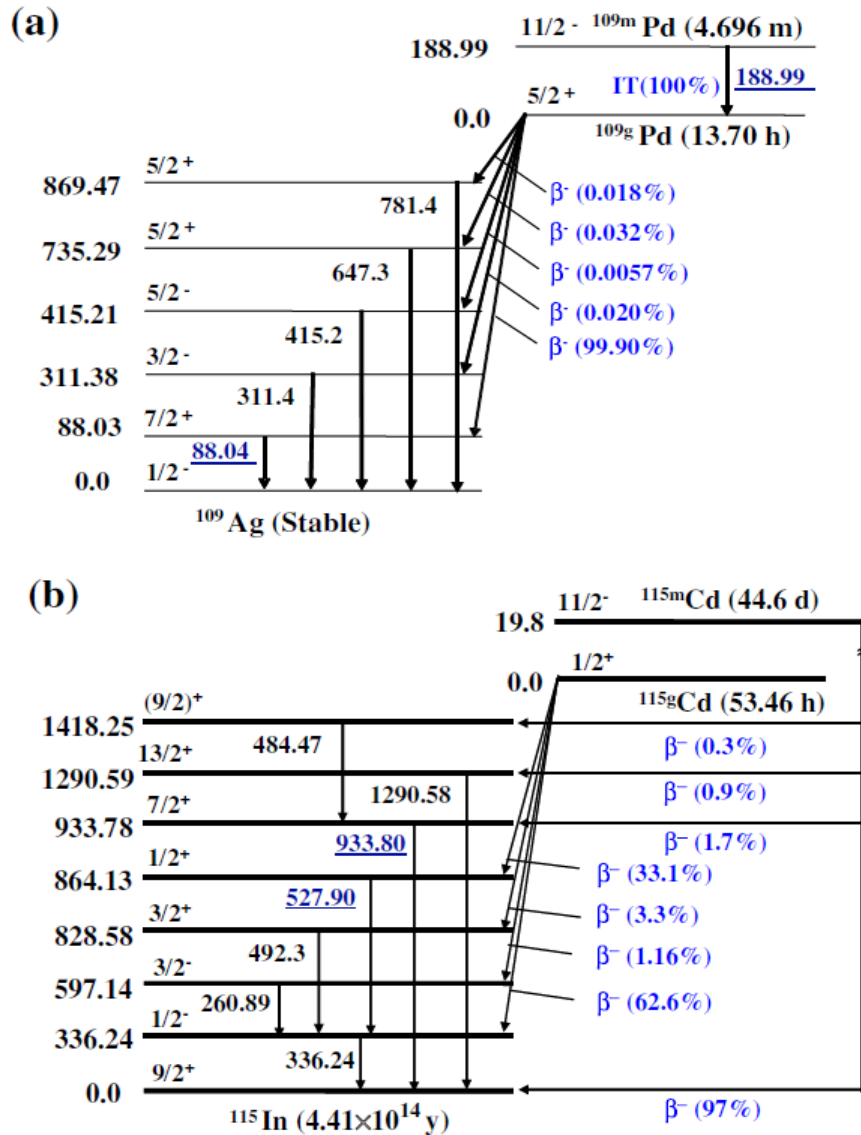 (a)
11/2 - 109m Pd (4.696 m)
188.99
IT(100%) 188.99
5/2 +
0.0
109g Pd (13.70 h)
5/2 +
869.47
781.4
β- (0.018%)
5/2 +
735.29
647.3
β- (0.032%)
5/2 -
415.21
415.2
β- (0.0057%)
3/2 -
311.38
311.4
β- (0.020%)
7/2 +
88.03
88.04
β- (99.90%)
1/2 -
0.0
109 Ag (Stable)
(b)
11/2- 115mCd (44.6 d)
19.8
1/2+
0.0
115gCd (53.46 h)
(9/2)+
1418.25
484.47
β− (0.3%)
13/2+
1290.59
1290.58
β− (0.9%)
7/2+
933.78
933.80
β− (1.7%)
1/2+
864.13
527.90
β− (33.1%)
3/2+
828.58
492.3
β− (3.3%)
3/2-
597.14
260.89
β− (1.16%)
1/2-
336.24
336.24
β− (62.6%)
9/2+
0.0
115In (4.41×1014 y)
β− (97%)